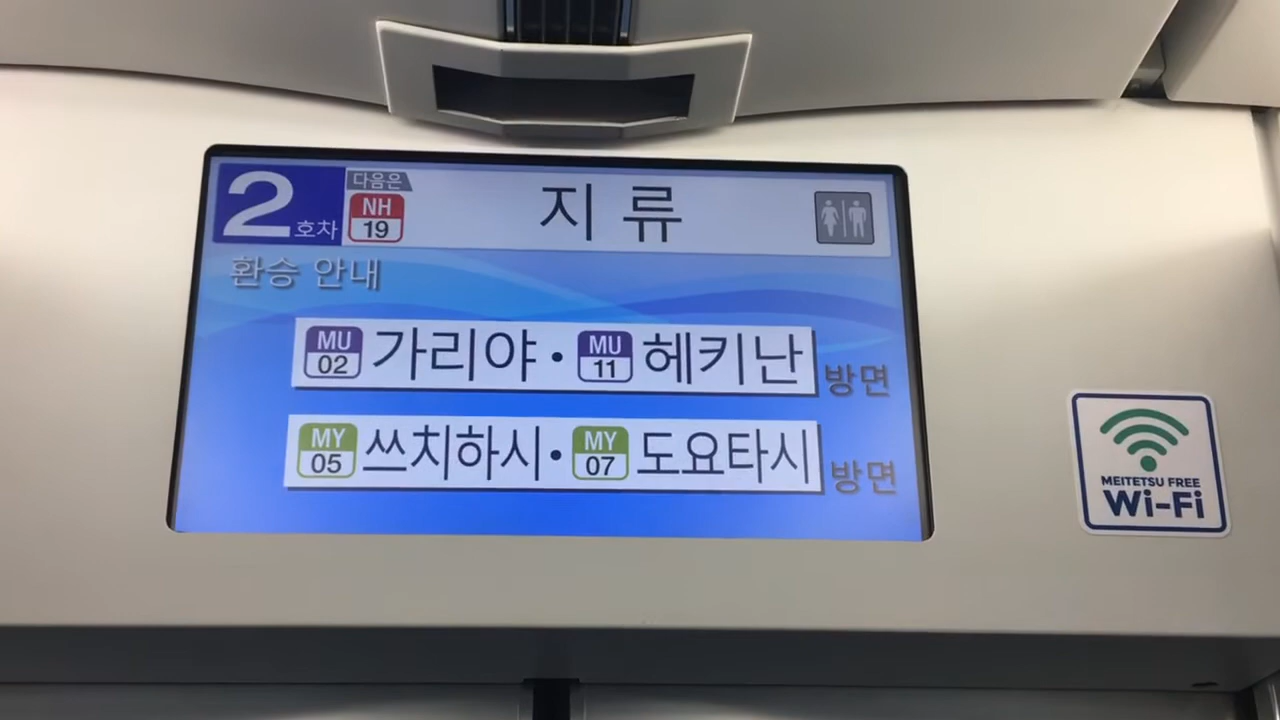 2 호차 다음은 NH 19 지류
환승 안내
MU 02 가리야 · MU 11 헤키난 방면
MY 05 쓰치하시 · MY 07 도요타시 방면
MEITETSU FREE
Wi-Fi